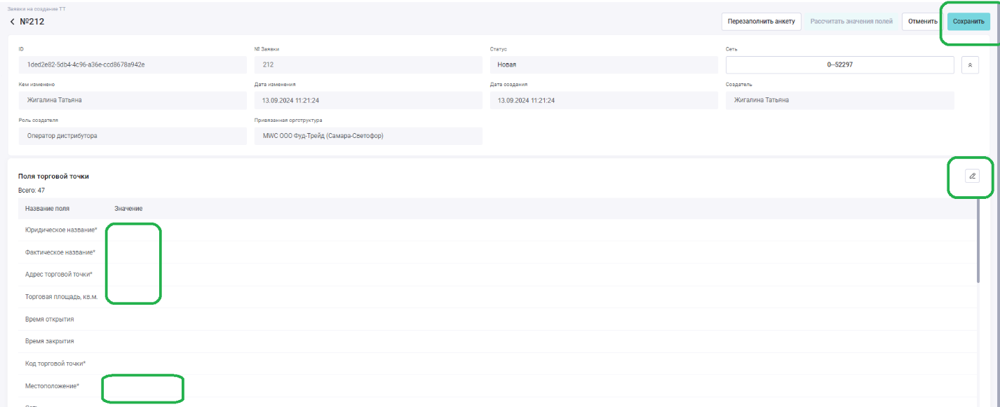 Заявки на создание ТТ
№212
Перезаполнить анкету
Рассчитать значения полей
Отменить
Сохранить
ID
№ Заявки
Статус
Сеть
1ded2e82-5db4-4c96-a36e-ccd8678a942e
212
Новая
0--52297
Кем изменено
Дата изменения
Дата создания
Создатель
Жигалина Татьяна
13.09.2024 11:21:24
13.09.2024 11:21:24
Жигалина Татьяна
Роль создателя
Привязанная оргструктура
Оператор дистрибутора
MWC ООО Фуд-Трейд (Самара-Светофор)
Поля торговой точки
Всего: 47
Название поля
Значение
Юридическое название*
Фактическое название*
Адрес торговой точки*
Торговая площадь, кв.м.
Время открытия
Время закрытия
Код торговой точки*
Местоположение*